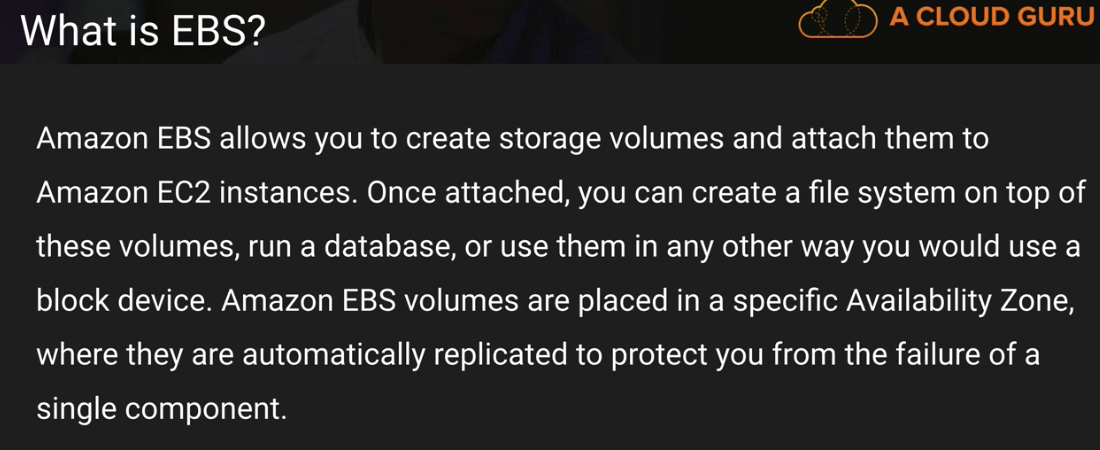 What is EBS?
A CLOUD GURU
Amazon EBS allows you to create storage volumes and attach them to
Amazon EC2 instances. Once attached, you can create a file system on top of
these volumes, run a database, or use them in any other way you would use a
block device. Amazon EBS volumes are placed in a specific Availability Zone,
where they are automatically replicated to protect you from the failure of a
single component.